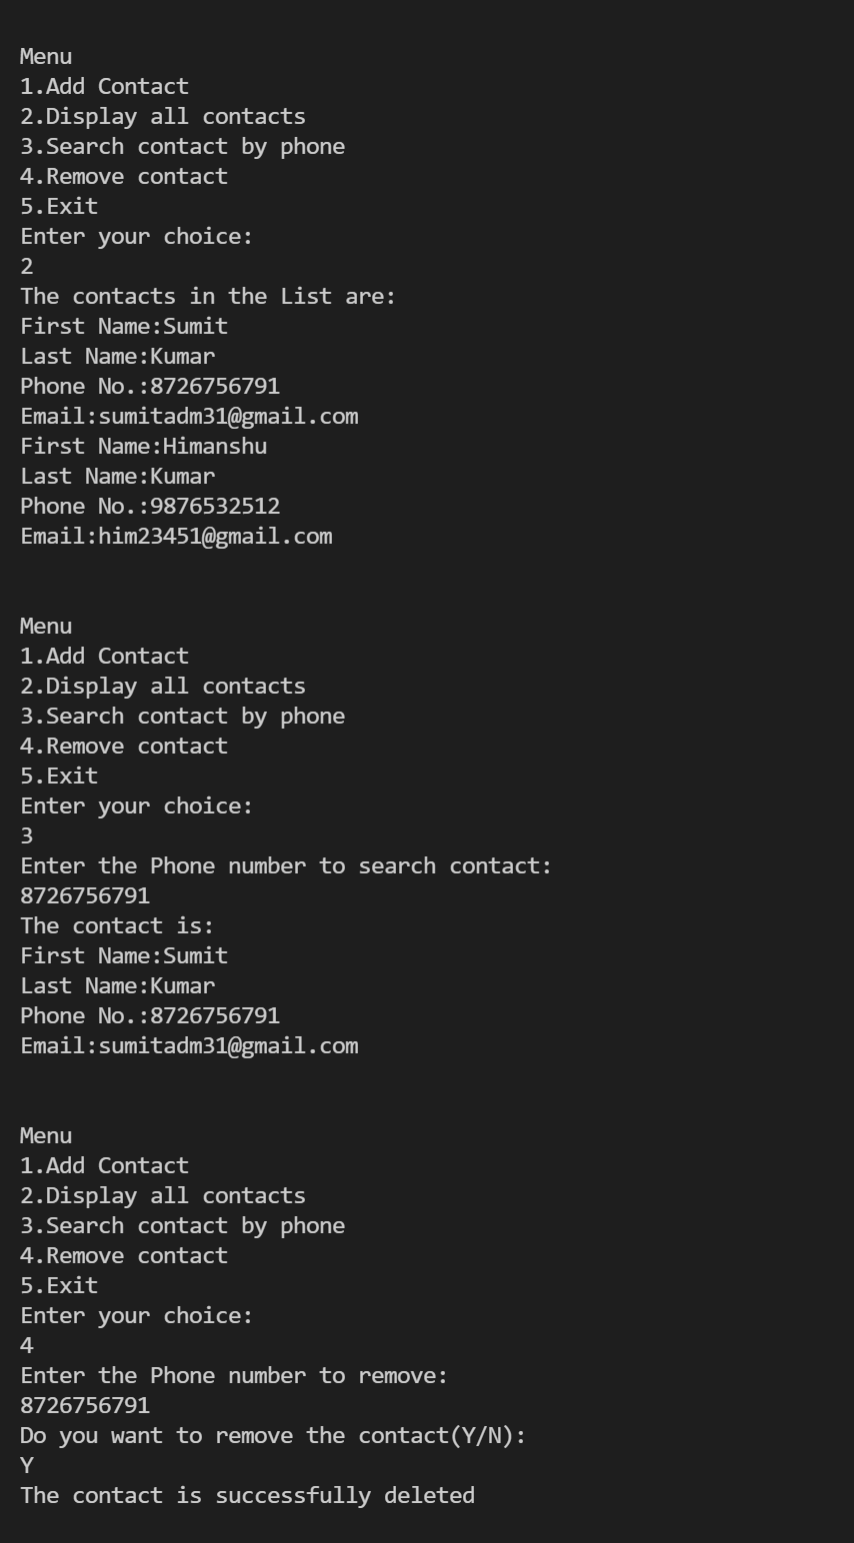 Menu
1.Add Contact
2.Display all contacts
3.Search contact by phone
4.Remove contact
5.Exit
Enter your choice:
2
The contacts in the List are:
First Name:Sumit
Last Name:Kumar
Phone No.:8726756791
Email:sumitadm31@gmail.com
First Name:Himanshu
Last Name:Kumar
Phone No.:9876532512
Email:him23451@gmail.com
Menu
1.Add Contact
2.Display all contacts
3.Search contact by phone
4.Remove contact
5.Exit
Enter your choice:
3
Enter the Phone number to search contact:
8726756791
The contact is:
First Name:Sumit
Last Name:Kumar
Phone No.:8726756791
Email:sumitadm31@gmail.com
Menu
1.Add Contact
2.Display all contacts
3.Search contact by phone
4.Remove contact
5.Exit
Enter your choice:
4
Enter the Phone number to remove:
8726756791
Do you want to remove the contact(Y/N):
Y
The contact is successfully deleted